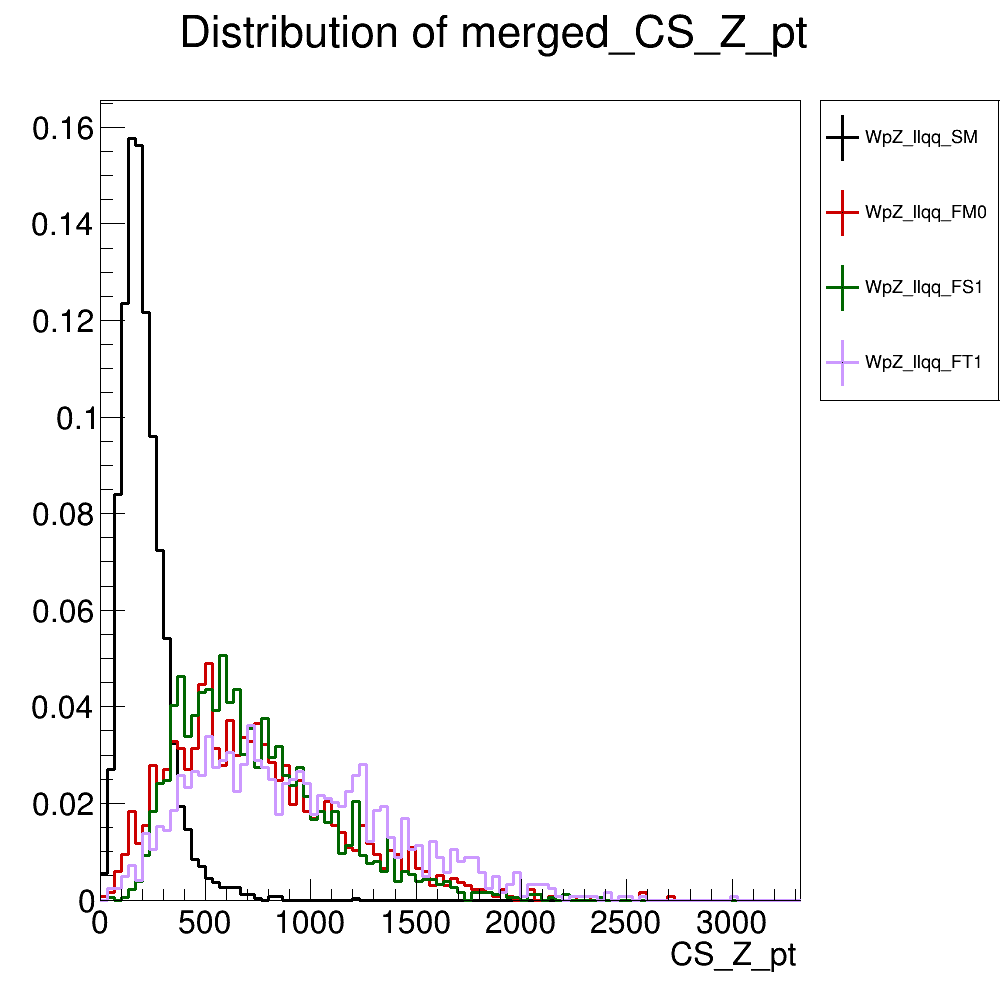 Distribution of merged_CS_Z_pt
0.16
0.14
0.12
0.1
0.08
0.06
0.04
0.02
0
0 500 1000 1500 2000 2500 3000
CS_Z_pt
WpZ_llqq_SM
WpZ_llqq_FM0
WpZ_llqq_FS1
WpZ_llqq_FT1